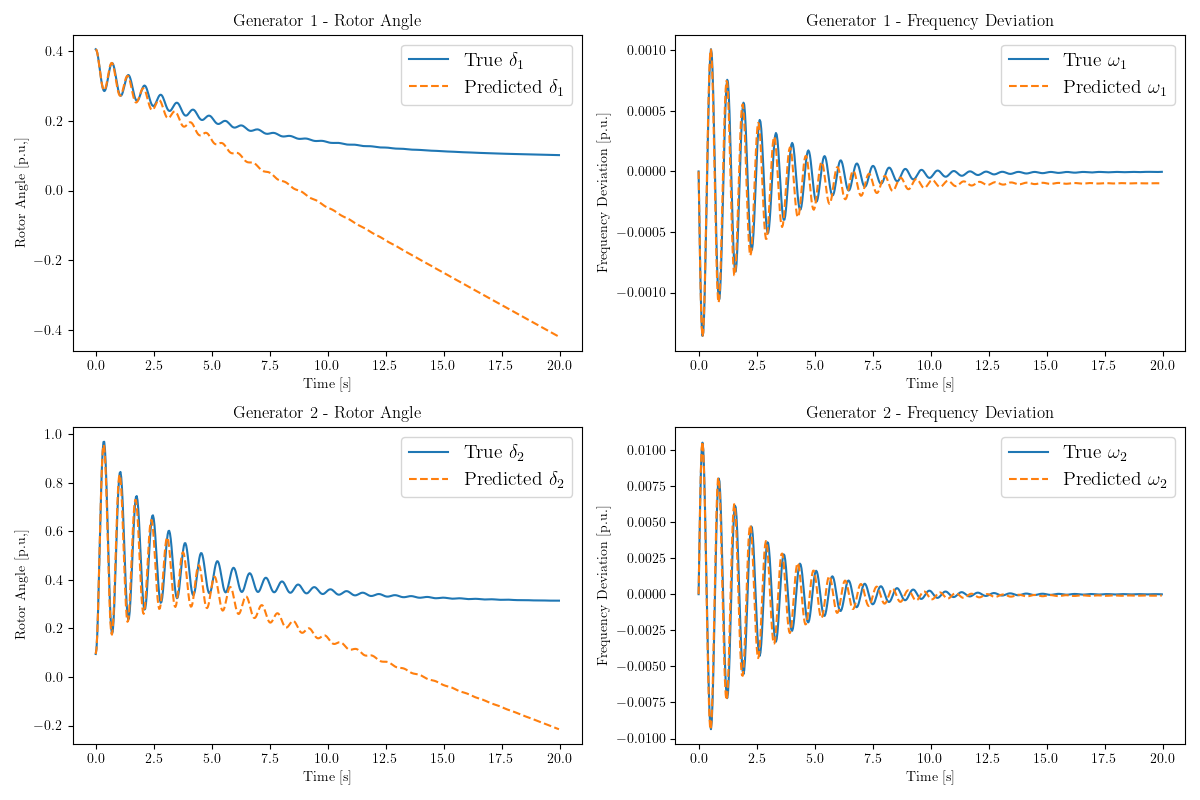 Generator 1 - Rotor Angle
Rotor Angle [p.u.]
0.4
0.2
0.0
−0.2
−0.4
True δ1
Predicted δ1
0.0 2.5 5.0 7.5 10.0 12.5 15.0 17.5 20.0
Time [s]
Generator 1 - Frequency Deviation
Frequency Deviation [p.u.]
0.0010
0.0005
0.0000
−0.0005
−0.0010
True ω1
Predicted ω1
0.0 2.5 5.0 7.5 10.0 12.5 15.0 17.5 20.0
Time [s]
Generator 2 - Rotor Angle
Rotor Angle [p.u.]
1.0
0.8
0.6
0.4
0.2
0.0
−0.2
True δ2
Predicted δ2
0.0 2.5 5.0 7.5 10.0 12.5 15.0 17.5 20.0
Time [s]
Generator 2 - Frequency Deviation
Frequency Deviation [p.u.]
0.0100
0.0075
0.0050
0.0025
0.0000
−0.0025
−0.0050
−0.0075
−0.0100
True ω2
Predicted ω2
0.0 2.5 5.0 7.5 10.0 12.5 15.0 17.5 20.0
Time [s]